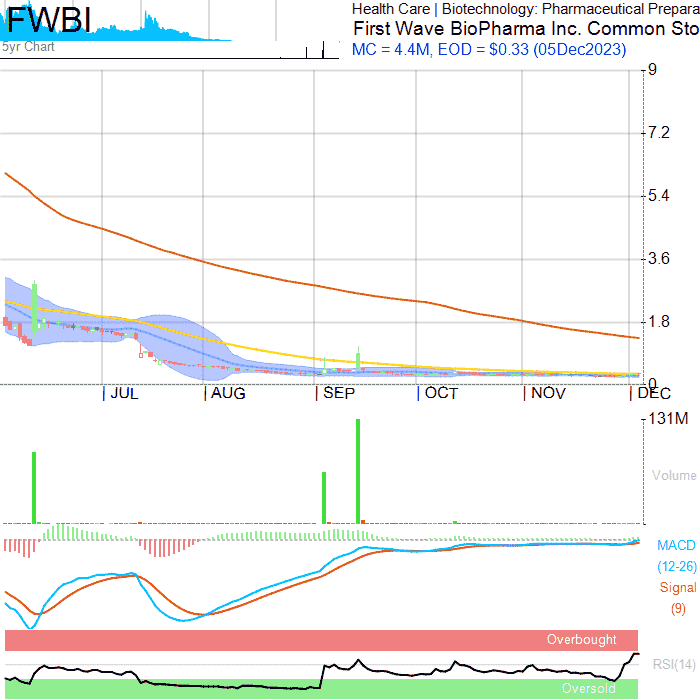 FWBI
5yr Chart
Health Care | Biotechnology: Pharmaceutical Prepara
First Wave BioPharma Inc. Common Sto
MC = 4.4M, EOD = $0.33 (05Dec2023)
9
7.2
5.4
3.6
1.8
0
JUL
AUG
SEP
OCT
NOV
DEC
131M
Volume
MACD
(12-26)
Signal
(9)
Overbought
RSI(14)
Oversold